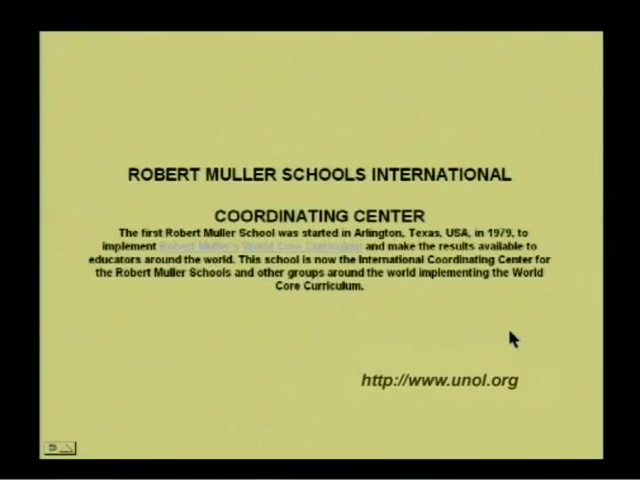 ROBERT MULLER SCHOOLS INTERNATIONAL
COORDINATING CENTER
The first Robert Muller School was started in Arlington, Texas, USA, in 1979, to
implement Robert Muller's World Core Curriculum and make the results available to
educators around the world. This school is now the International Coordinating Center for
the Robert Muller Schools and other groups around the world implementing the World
Core Curriculum.
http://www.unol.org